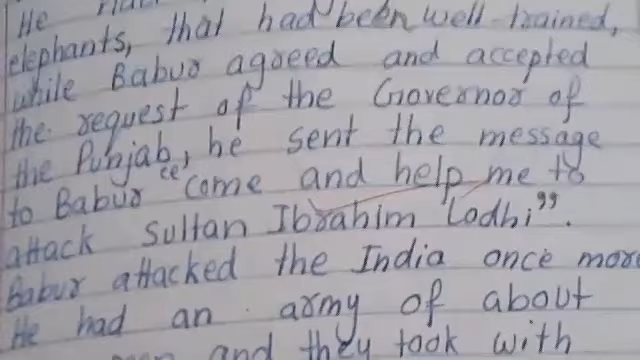 He had
elephants, that had been well-trained,
while Babur agreed and accepted
the request of the Governor of
the Punjab, he sent the message
to Babur "come and help me to
attack Sultan Ibrahim Lodhi".
Babur attacked the India once more
He had an army of about
and they took with